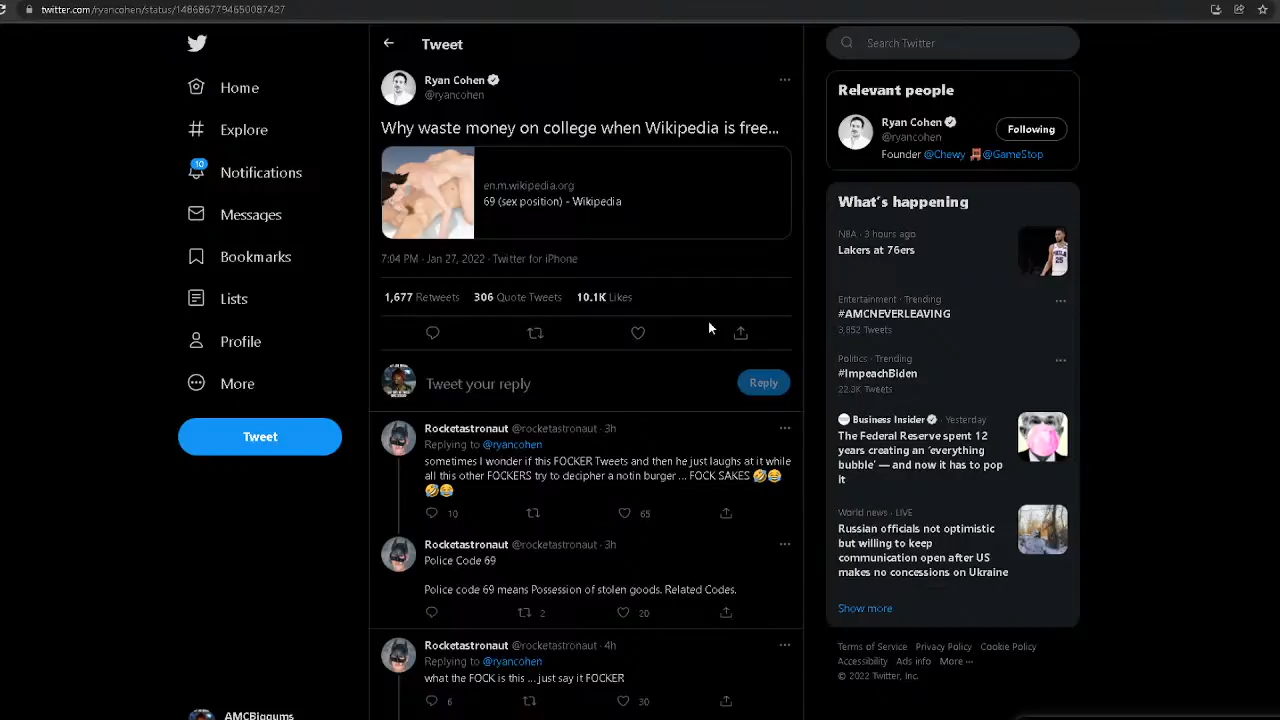 twitter.com/ryancohen/status/1486867794650087427
Home
Explore
10
Notifications
Messages
Bookmarks
Lists
Profile
More
Tweet
AMCBiggums
Tweet
Ryan Cohen
@ryancohen
Why waste money on college when Wikipedia is free...
en.m.wikipedia.org
69 (sex position) - Wikipedia
7:04 PM · Jan 27, 2022 · Twitter for iPhone
1,677 Retweets 306 Quote Tweets 10.1K Likes
Tweet your reply
Reply
Rocketastronaut @rocketastronaut · 3h
Replying to @ryancohen
sometimes I wonder if this FOCKER Tweets and then he just laughs at it while
all this other FOCKERS try to decipher a notin burger ... FOCK SAKES 🤣😂
🤣😂
10 65
Rocketastronaut @rocketastronaut · 3h
Police Code 69
Police code 69 means Possession of stolen goods. Related Codes.
2 20
Rocketastronaut @rocketastronaut · 4h
Replying to @ryancohen
what the FOCK is this ... just say it FOCKER
6 30
Search Twitter
Relevant people
Ryan Cohen
@ryancohen
Following
Founder @Chewy @GameStop
What's happening
NBA · 3 hours ago
Lakers at 76ers
Entertainment · Trending
#AMCNEVERLEAVING
3,852 Tweets
Politics · Trending
#ImpeachBiden
22.3K Tweets
Business Insider · Yesterday
The Federal Reserve spent 12
years creating an 'everything
bubble' — and now it has to pop
it
World news · LIVE
Russian officials not optimistic
but willing to keep
communication open after US
makes no concessions on Ukraine
Show more
Terms of Service Privacy Policy Cookie Policy
Accessibility Ads info More ···
© 2022 Twitter, Inc.